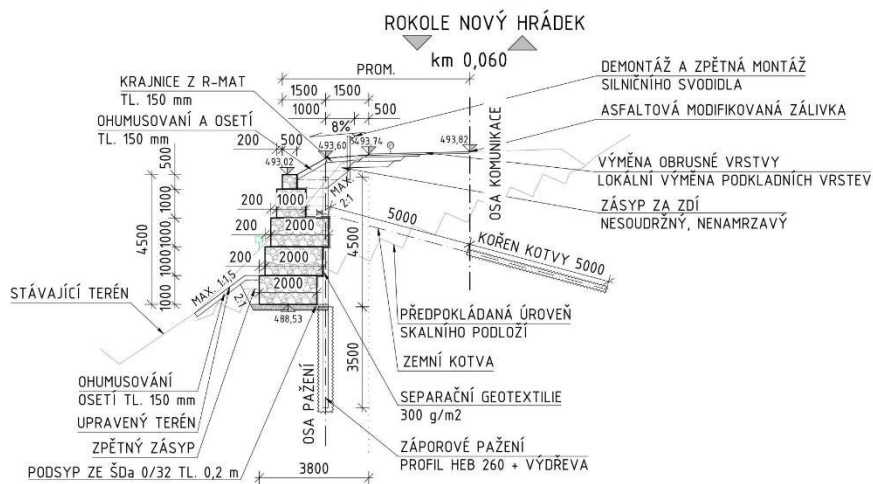 ROKOLE NOVÝ HRÁDEK
km 0,060
PROM.
1500 1500
1000 500
8%
KRAJNICE Z R-MAT
TL. 150 mm
OHUMUSOVANÍ A OSETÍ
TL. 150 mm
200 500
493,02
493,60
493,74
493,82
DEMONTÁŽ A ZPĚTNÁ MONTÁŽ
SILNIČNÍHO SVODIDLA
ASFALTOVÁ MODIFIKOVANÁ ZÁLIVKA
OSA KOMUNIKACE
VÝMĚNA OBRUSNÉ VRSTVY
LOKÁLNÍ VÝMĚNA PODKLADNÍCH VRSTEV
ZÁSYP ZA ZDÍ
NESOUDRŽNÝ, NENAMRZAVÝ
500
1000
1000
1000
1000
4500
200 1000
200 2000
200 2000
2000
MAX. 2:1
4500
3500
5000
KOŘEN KOTVY 5000
MAX. 1:1,5
2:1
STÁVAJÍCÍ TERÉN
488,53
PŘEDPOKLÁDANÁ ÚROVEŇ
SKALNÍHO PODLOŽÍ
ZEMNÍ KOTVA
OHUMUSOVÁNÍ
OSETÍ TL. 150 mm
UPRAVENÝ TERÉN
ZPĚTNÝ ZÁSYP
PODSYP ZE ŠDa 0/32 TL. 0,2 m
OSA PAŽENÍ
SEPARAČNÍ GEOTEXTILIE
300 g/m2
ZÁPOROVÉ PAŽENÍ
PROFIL HEB 260 + VÝDŘEVA
3800